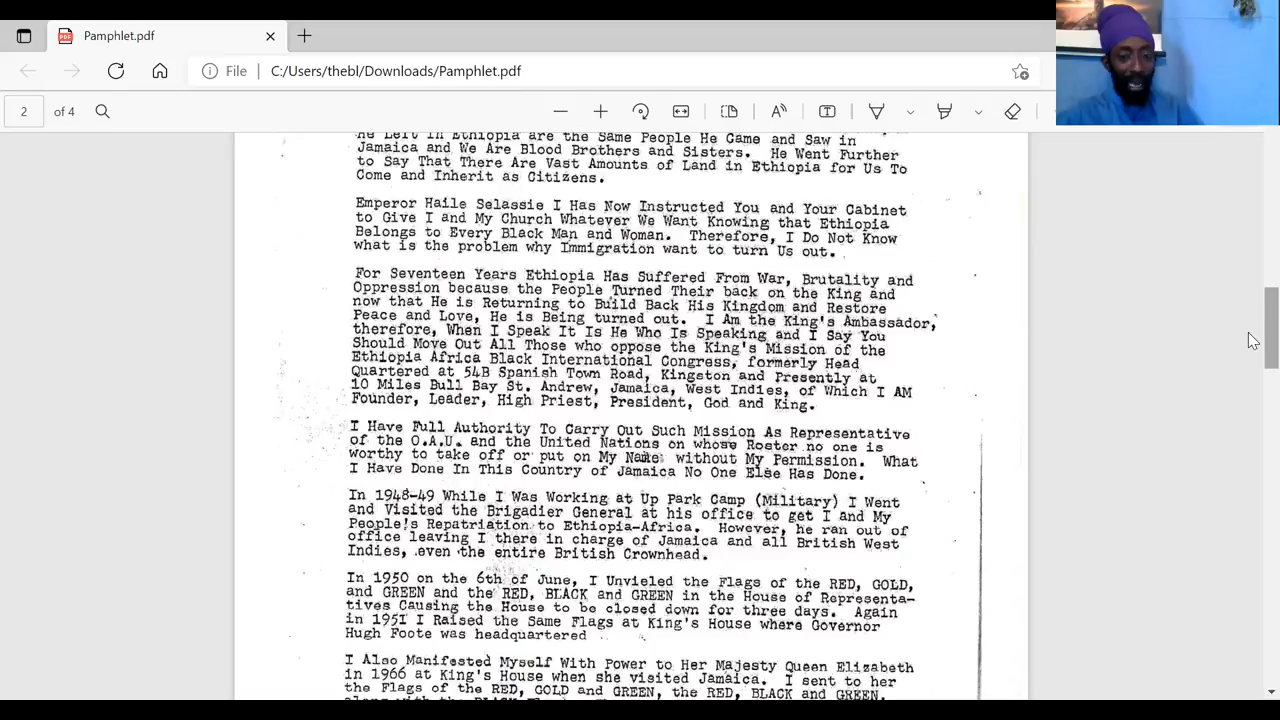 Pamphlet.pdf
File
C:/Users/thebl/Downloads/Pamphlet.pdf
2
of 4
He Left in Ethiopia are the Same People He Came and Saw in
Jamaica and We Are Blood Brothers and Sisters. He Went Further
to Say That There Are Vast Amounts of Land in Ethiopia for Us To
Come and Inherit as Citizens.
Emperor Haile Selassie I Has Now Instructed You and Your Cabinet
to Give I and My Church Whatever We Want Knowing that Ethiopia
Belongs to Every Black Man and Woman. Therefore, I Do Not Know
what is the problem why Immigration want to turn Us out.
For Seventeen Years Ethiopia Has Suffered From War, Brutality and
Oppression because the People Turned Their back on the King and
now that He is Returning to Build Back His Kingdom and Restore
Peace and Love, He is Being turned out. I Am the King's Ambassador,
therefore, When I Speak It Is He Who Is Speaking and I Say You
Should Move Out All Those who oppose the King's Mission of the
Ethiopia Africa Black International Congress, formerly Head
Quartered at 54B Spanish Town Road, Kingston and Presently at
10 Miles Bull Bay St. Andrew, Jamaica, West Indies, of Which I AM
Founder, Leader, High Priest, President, God and King.
I Have Full Authority To Carry Out Such Mission As Representative
of the O.A.U. and the United Nations on whose Roster no one is
worthy to take off or put on My Name without My Permission. What
I Have Done In This Country of Jamaica No One Else Has Done.
In 1948-49 While I Was Working at Up Park Camp (Military) I Went
and Visited the Brigadier General at his office to get I and My
People's Repatriation to Ethiopia-Africa. However, he ran out of
office leaving I there in charge of Jamaica and all British West
Indies, even the entire British Crownhead.
In 1950 on the 6th of June, I Unvieled the Flags of the RED, GOLD,
and GREEN and the RED, BLACK and GREEN in the House of Representa-
tives Causing the House to be closed down for three days. Again
in 1951 I Raised the Same Flags at King's House where Governor
Hugh Foote was headquartered
I Also Manifested Myself With Power to Her Majesty Queen Elizabeth
in 1966 at King's House when she visited Jamaica. I sent to her
the Flags of the RED, GOLD and GREEN, the RED, BLACK and GREEN,